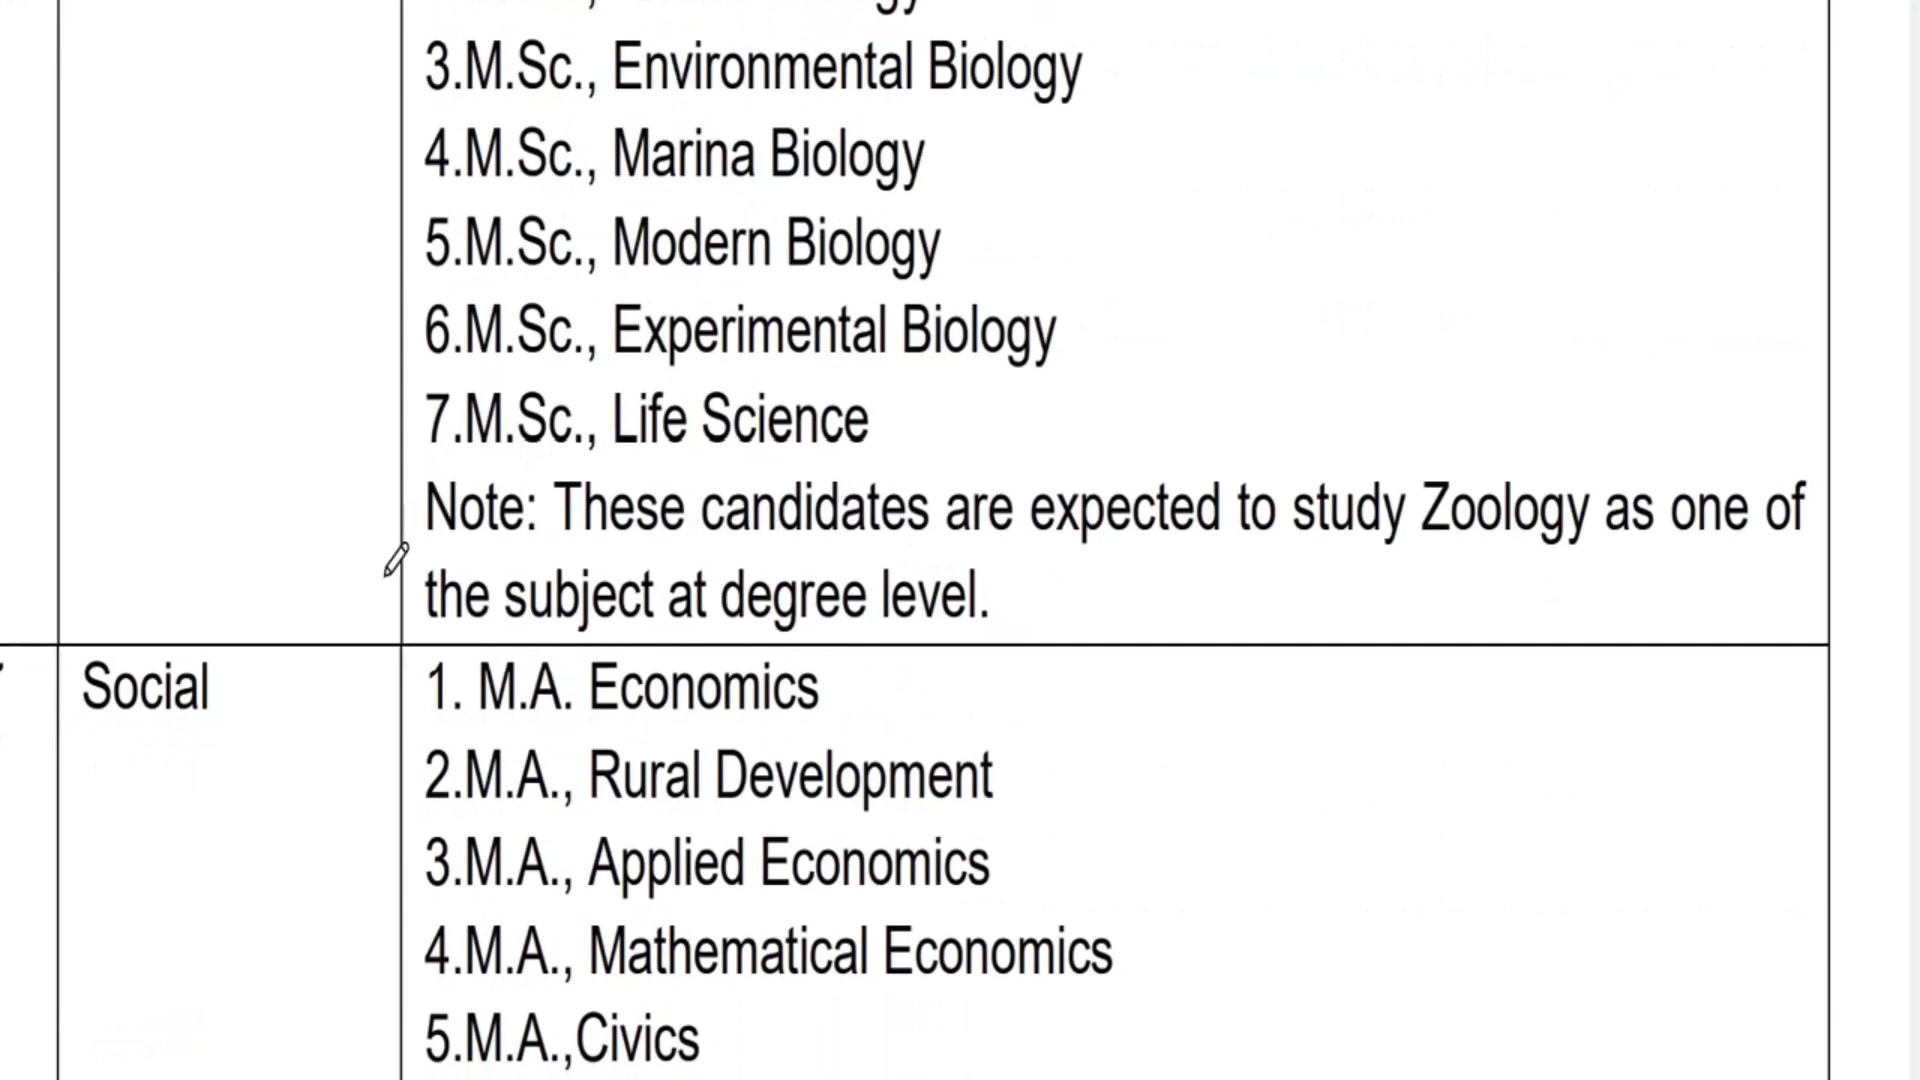 3.M.Sc., Environmental Biology
4.M.Sc., Marina Biology
5.M.Sc., Modern Biology
6.M.Sc., Experimental Biology
7.M.Sc., Life Science
Note: These candidates are expected to study Zoology as one of
the subject at degree level.
Social
1. M.A. Economics
2.M.A., Rural Development
3.M.A., Applied Economics
4.M.A., Mathematical Economics
5.M.A.,Civics